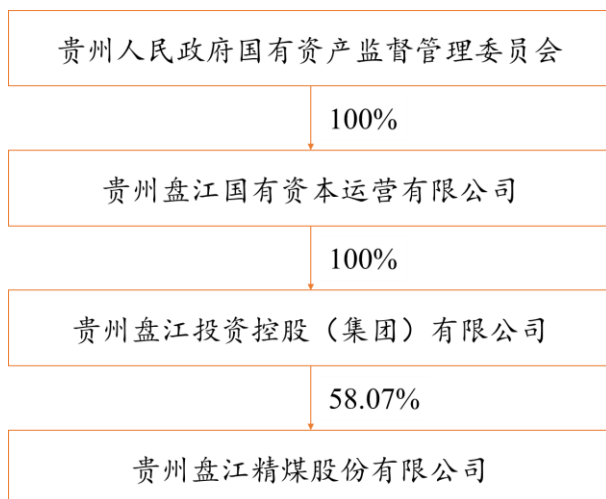 贵州人民政府国有资产监督管理委员会
100%
贵州盘江国有资本运营有限公司
100%
贵州盘江投资控股（集团）有限公司
58.07%
贵州盘江精煤股份有限公司